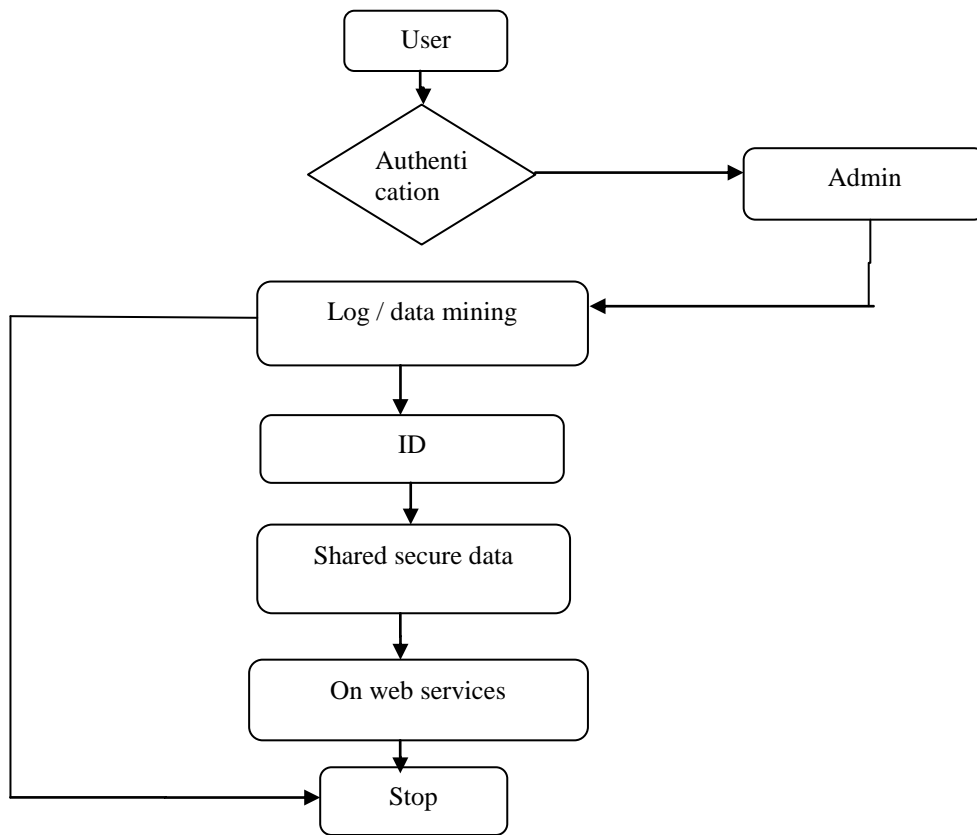 User
Authenti
cation
Admin
Log / data mining
ID
Shared secure data
On web services
Stop